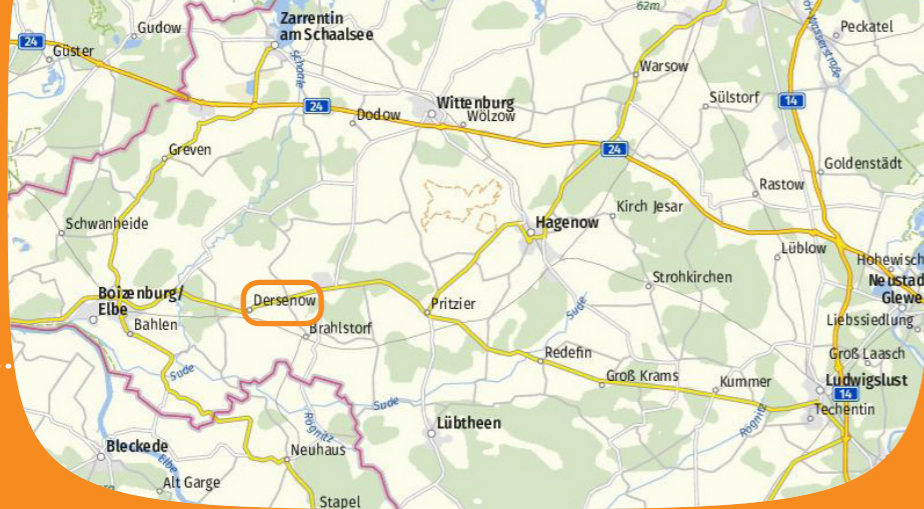 62m
Gudow
Zarrentin
am Schaalsee
Peckatel
24
Güster
Schaale
Warsow
24
Dodow
Wittenburg
Wölzow
Sülstorf
14
Greven
24
Goldenstädt
Rastow
Schwanheide
Hagenow
Kirch Jesar
Lüblow
Hohewisch
Strohkirchen
Neustad
Glewe
Boizenburg/
Elbe
Dersenow
Pritzier
Sude
Bahlen
Brahlstorf
Liebssiedlung
Redefin
Groß Laasch
Sude
Groß Krams
Kummer
Ludwigslust
14
Sude
Techentin
Rögnitz
Lübtheen
Rögnitz
Bleckede
Elbe
Neuhaus
Alt Garge
Stapel